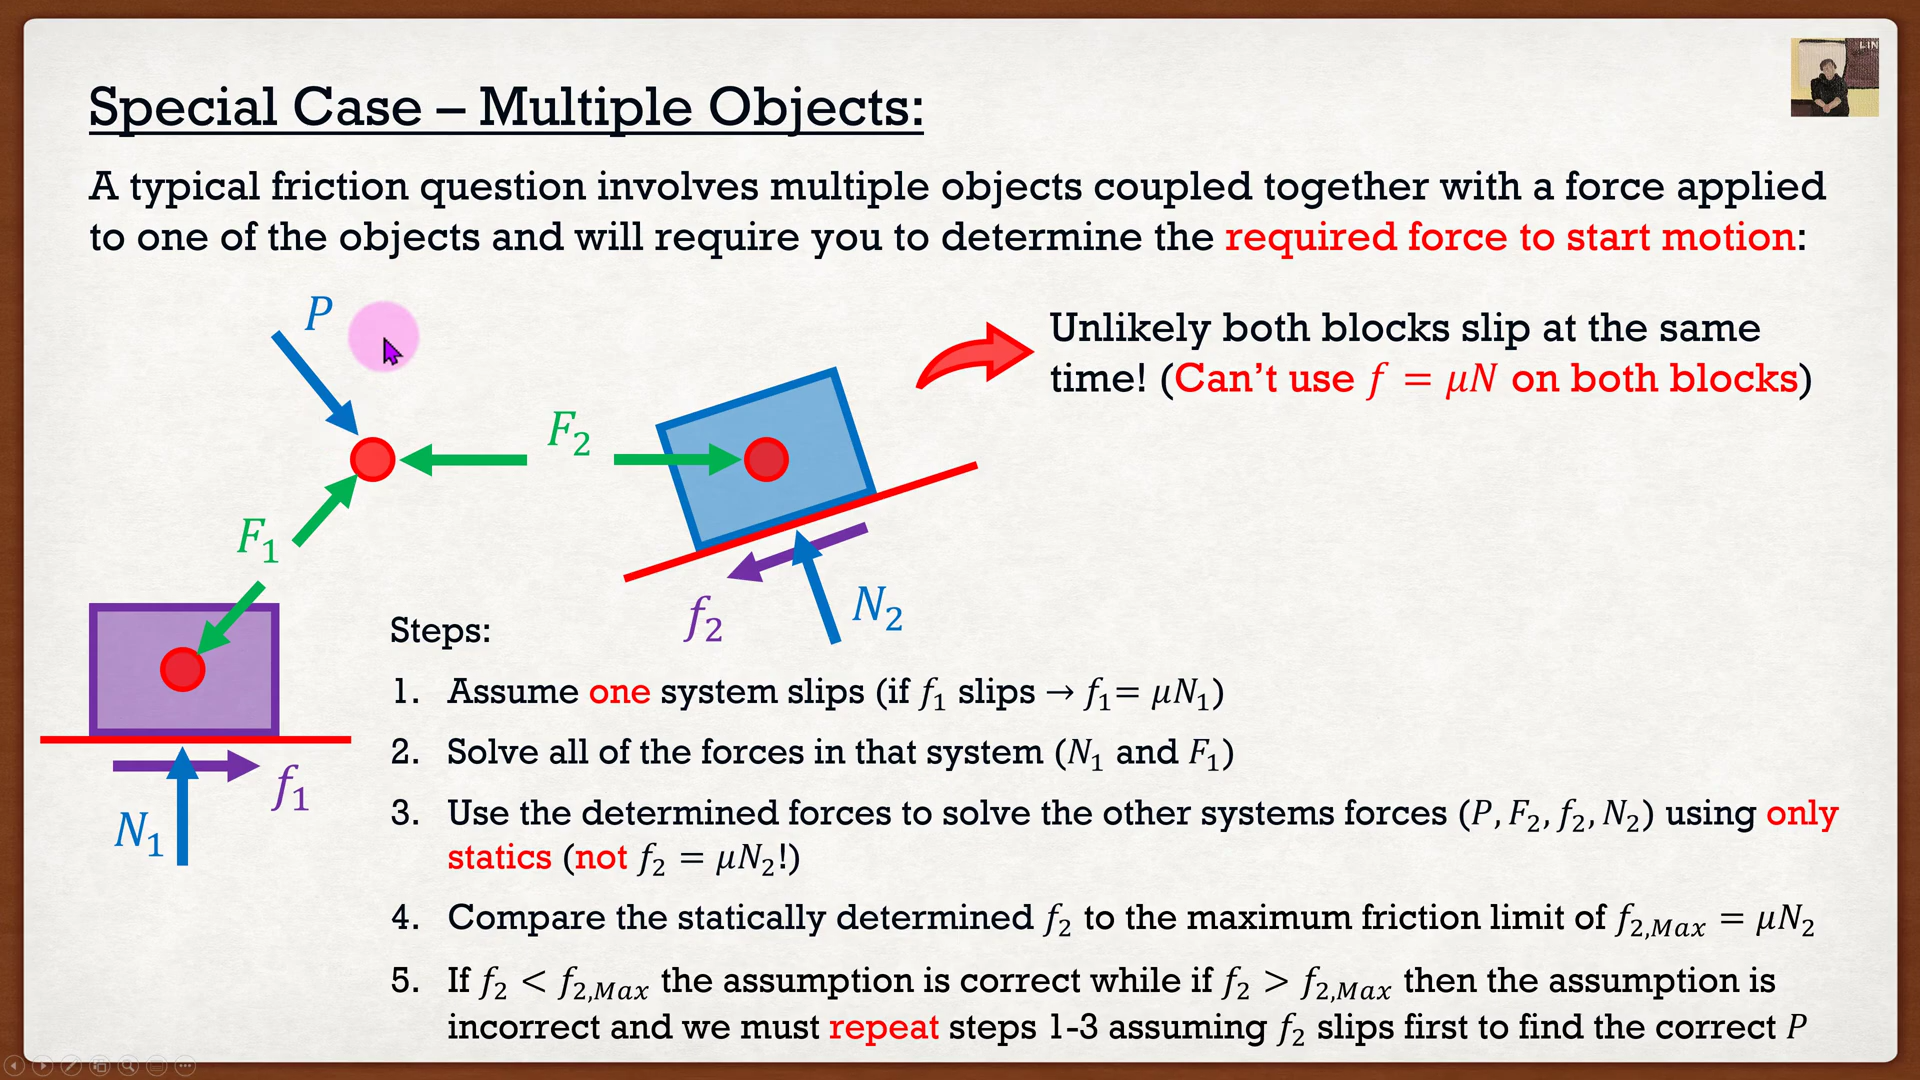 LIN
Special Case – Multiple Objects:
A typical friction question involves multiple objects coupled together with a force applied
to one of the objects and will require you to determine the required force to start motion:
P
Unlikely both blocks slip at the same
time! (Can't use f = μN on both blocks)
F₂
F₁
f₂
N₂
f₁
N₁
Steps:
1. Assume one system slips (if f₁ slips → f₁= μN₁)
2. Solve all of the forces in that system (N₁ and F₁)
3. Use the determined forces to solve the other systems forces (P, F₂, f₂, N₂) using only
statics (not f₂ = μN₂!)
4. Compare the statically determined f₂ to the maximum friction limit of f₂,Max = μN₂
5. If f₂ < f₂,Max the assumption is correct while if f₂ > f₂,Max then the assumption is
incorrect and we must repeat steps 1-3 assuming f₂ slips first to find the correct P